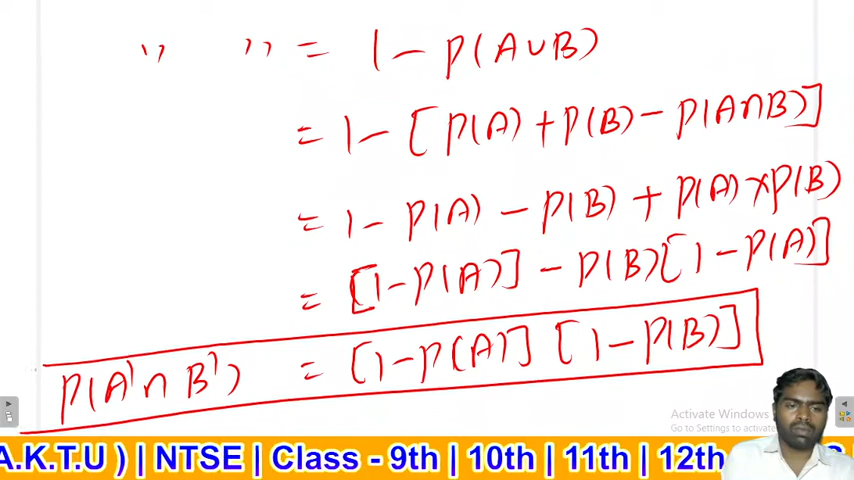 " " = 1 - P(A∪B)
= 1 - [P(A) + P(B) - P(A∩B)]
= 1 - P(A) - P(B) + P(A) × P(B)
= [1 - P(A)] - P(B)[1 - P(A)]
P(A'∩B') = [1 - P(A)] [1 - P(B)]
Activate Windows
Go to Settings to activate
A.K.T.U ) | NTSE | Class - 9th | 10th | 11th | 12th